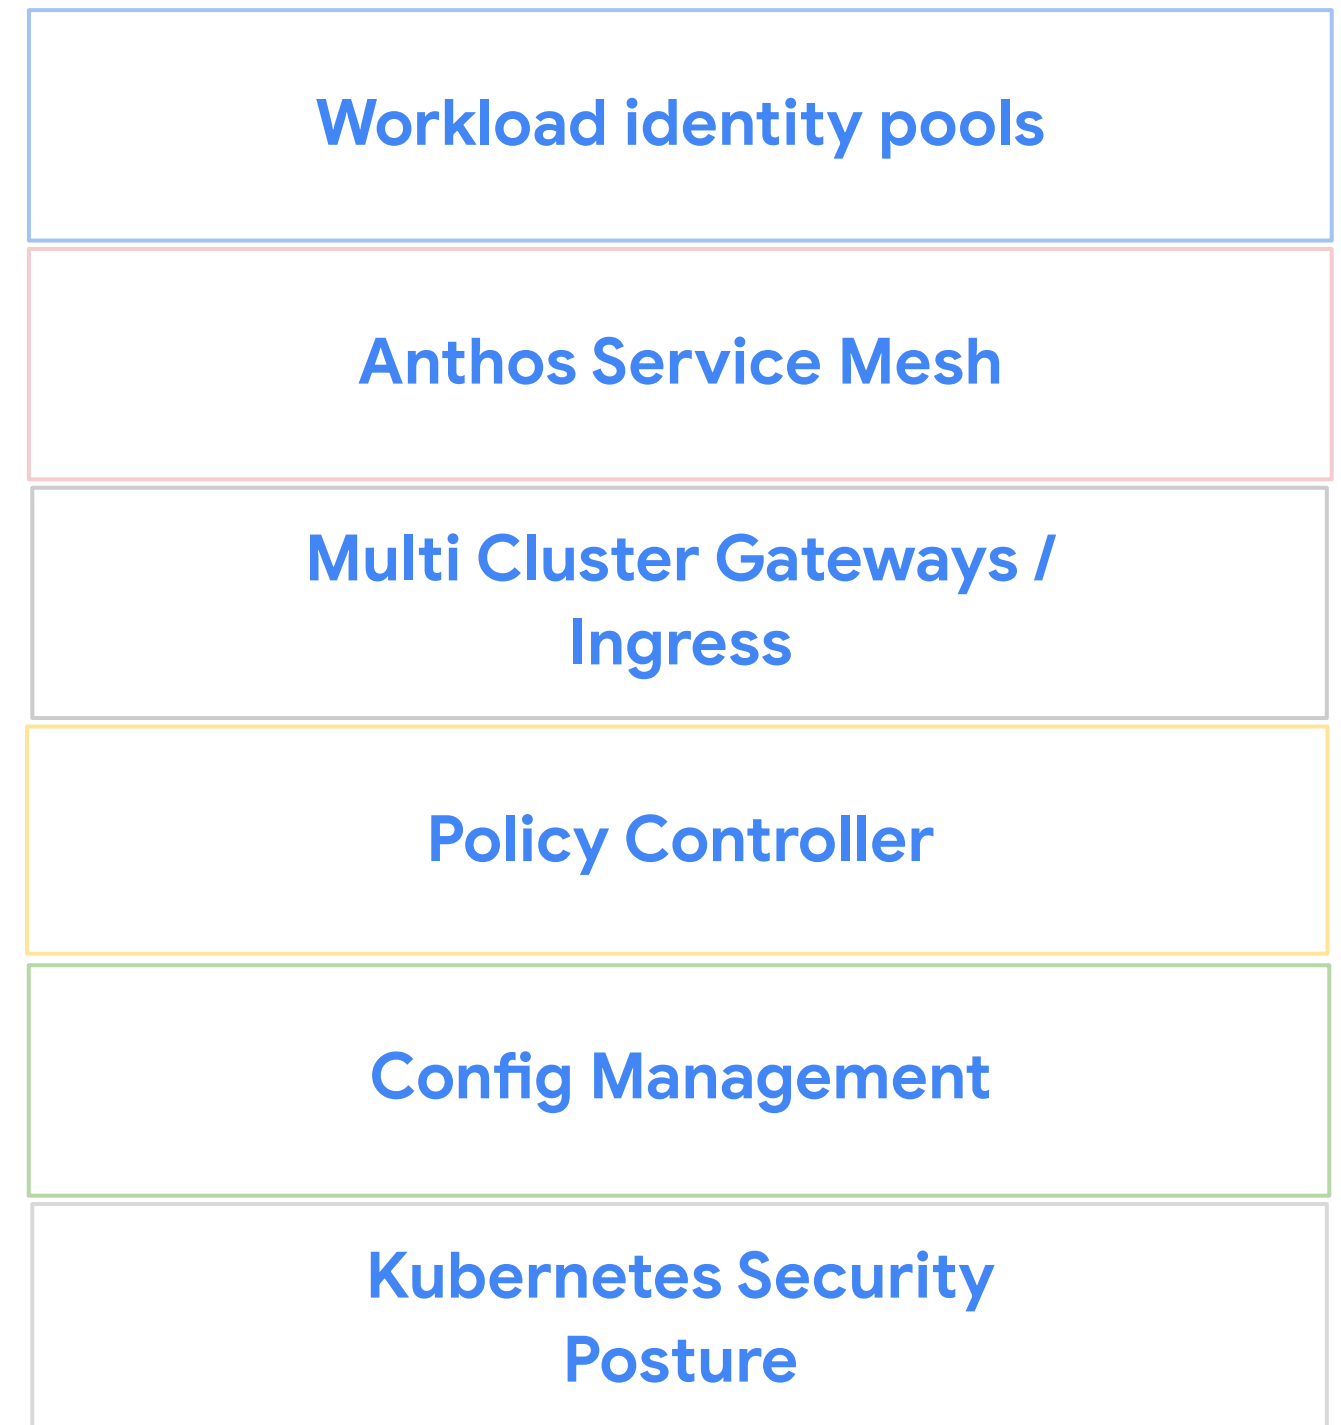 Workload identity pools
Anthos Service Mesh
Multi Cluster Gateways /
Ingress
Policy Controller
Config Management
Kubernetes Security
Posture